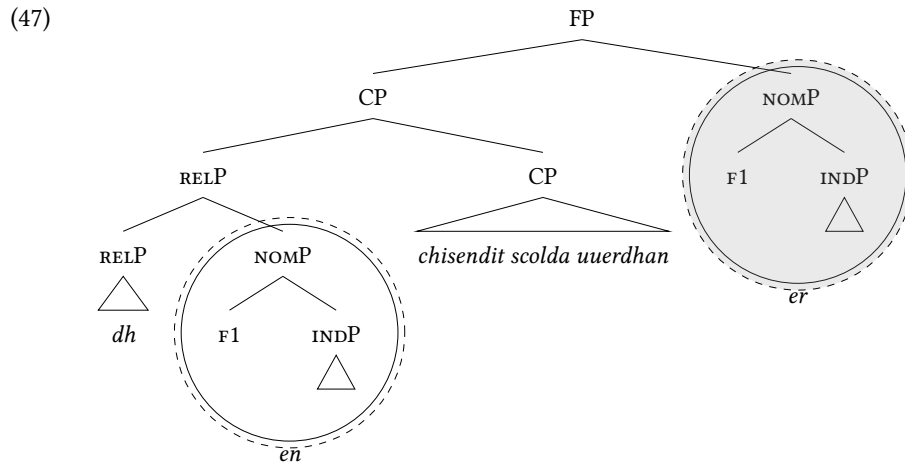 (47)
FP
CP
NOMP
RELP
CP
F1
INDP
RELP
NOMP
chisendit scolda uuerdhan
er
dh
F1
INDP
en